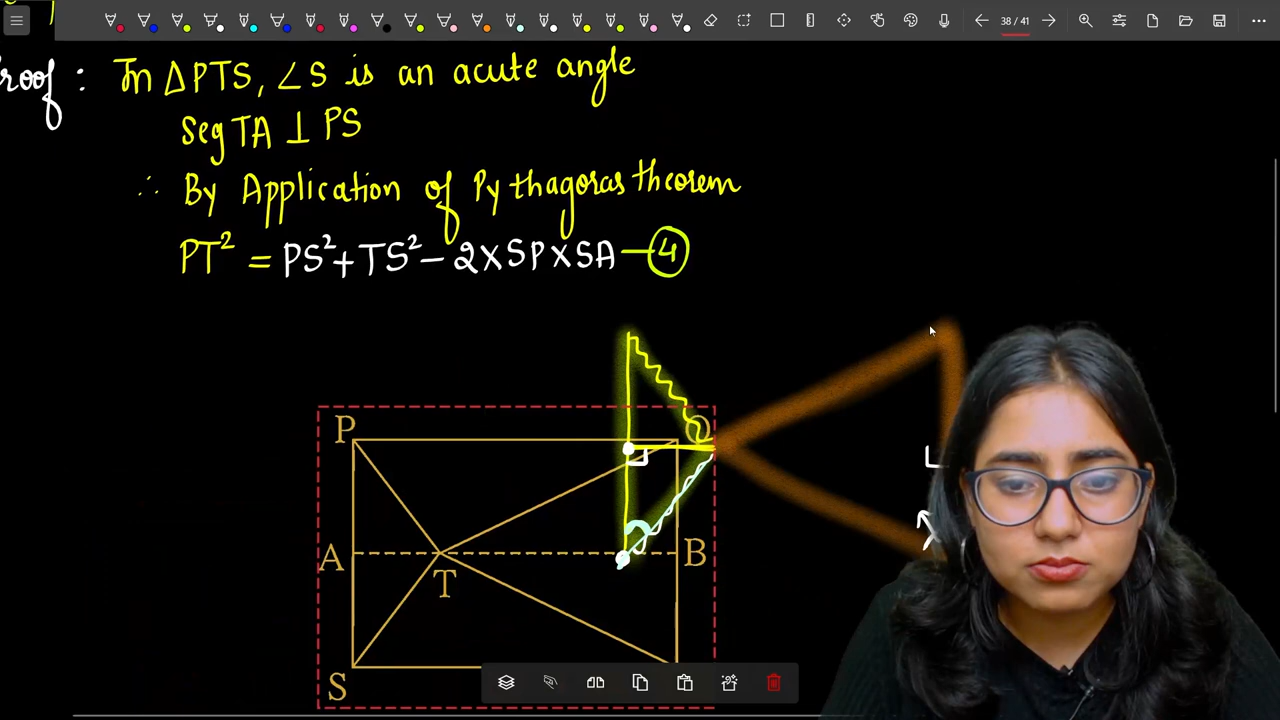 38 / 41
roof : In ΔPTS, ∠S is an acute angle
Seg TA ⊥ PS
∴ By Application of Pythagoras theorem
PT² = PS² + TS² − 2×SP×SA — ④
P Q
A T B
S